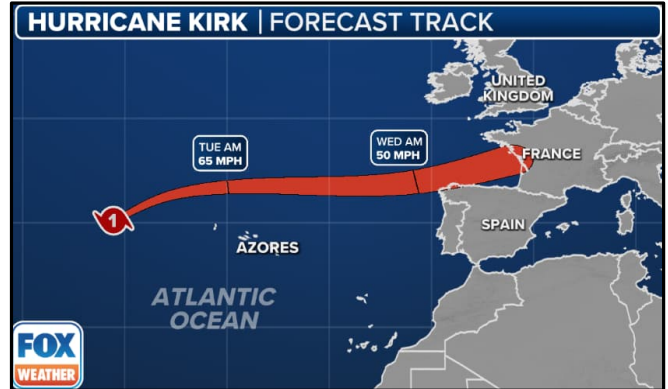 HURRICANE KIRK | FORECAST TRACK
UNITED
KINGDOM
TUE AM
65 MPH
WED AM
50 MPH
FRANCE
1
SPAIN
AZORES
ATLANTIC
OCEAN
FOX
WEATHER